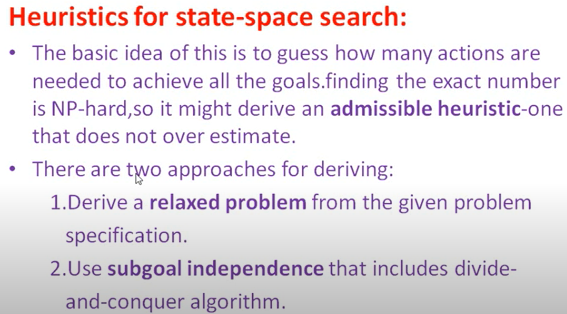 Heuristics for state-space search:
• The basic idea of this is to guess how many actions are
needed to achieve all the goals.finding the exact number
is NP-hard,so it might derive an admissible heuristic-one
that does not over estimate.
• There are two approaches for deriving:
1.Derive a relaxed problem from the given problem
specification.
2.Use subgoal independence that includes divide-
and-conquer algorithm.